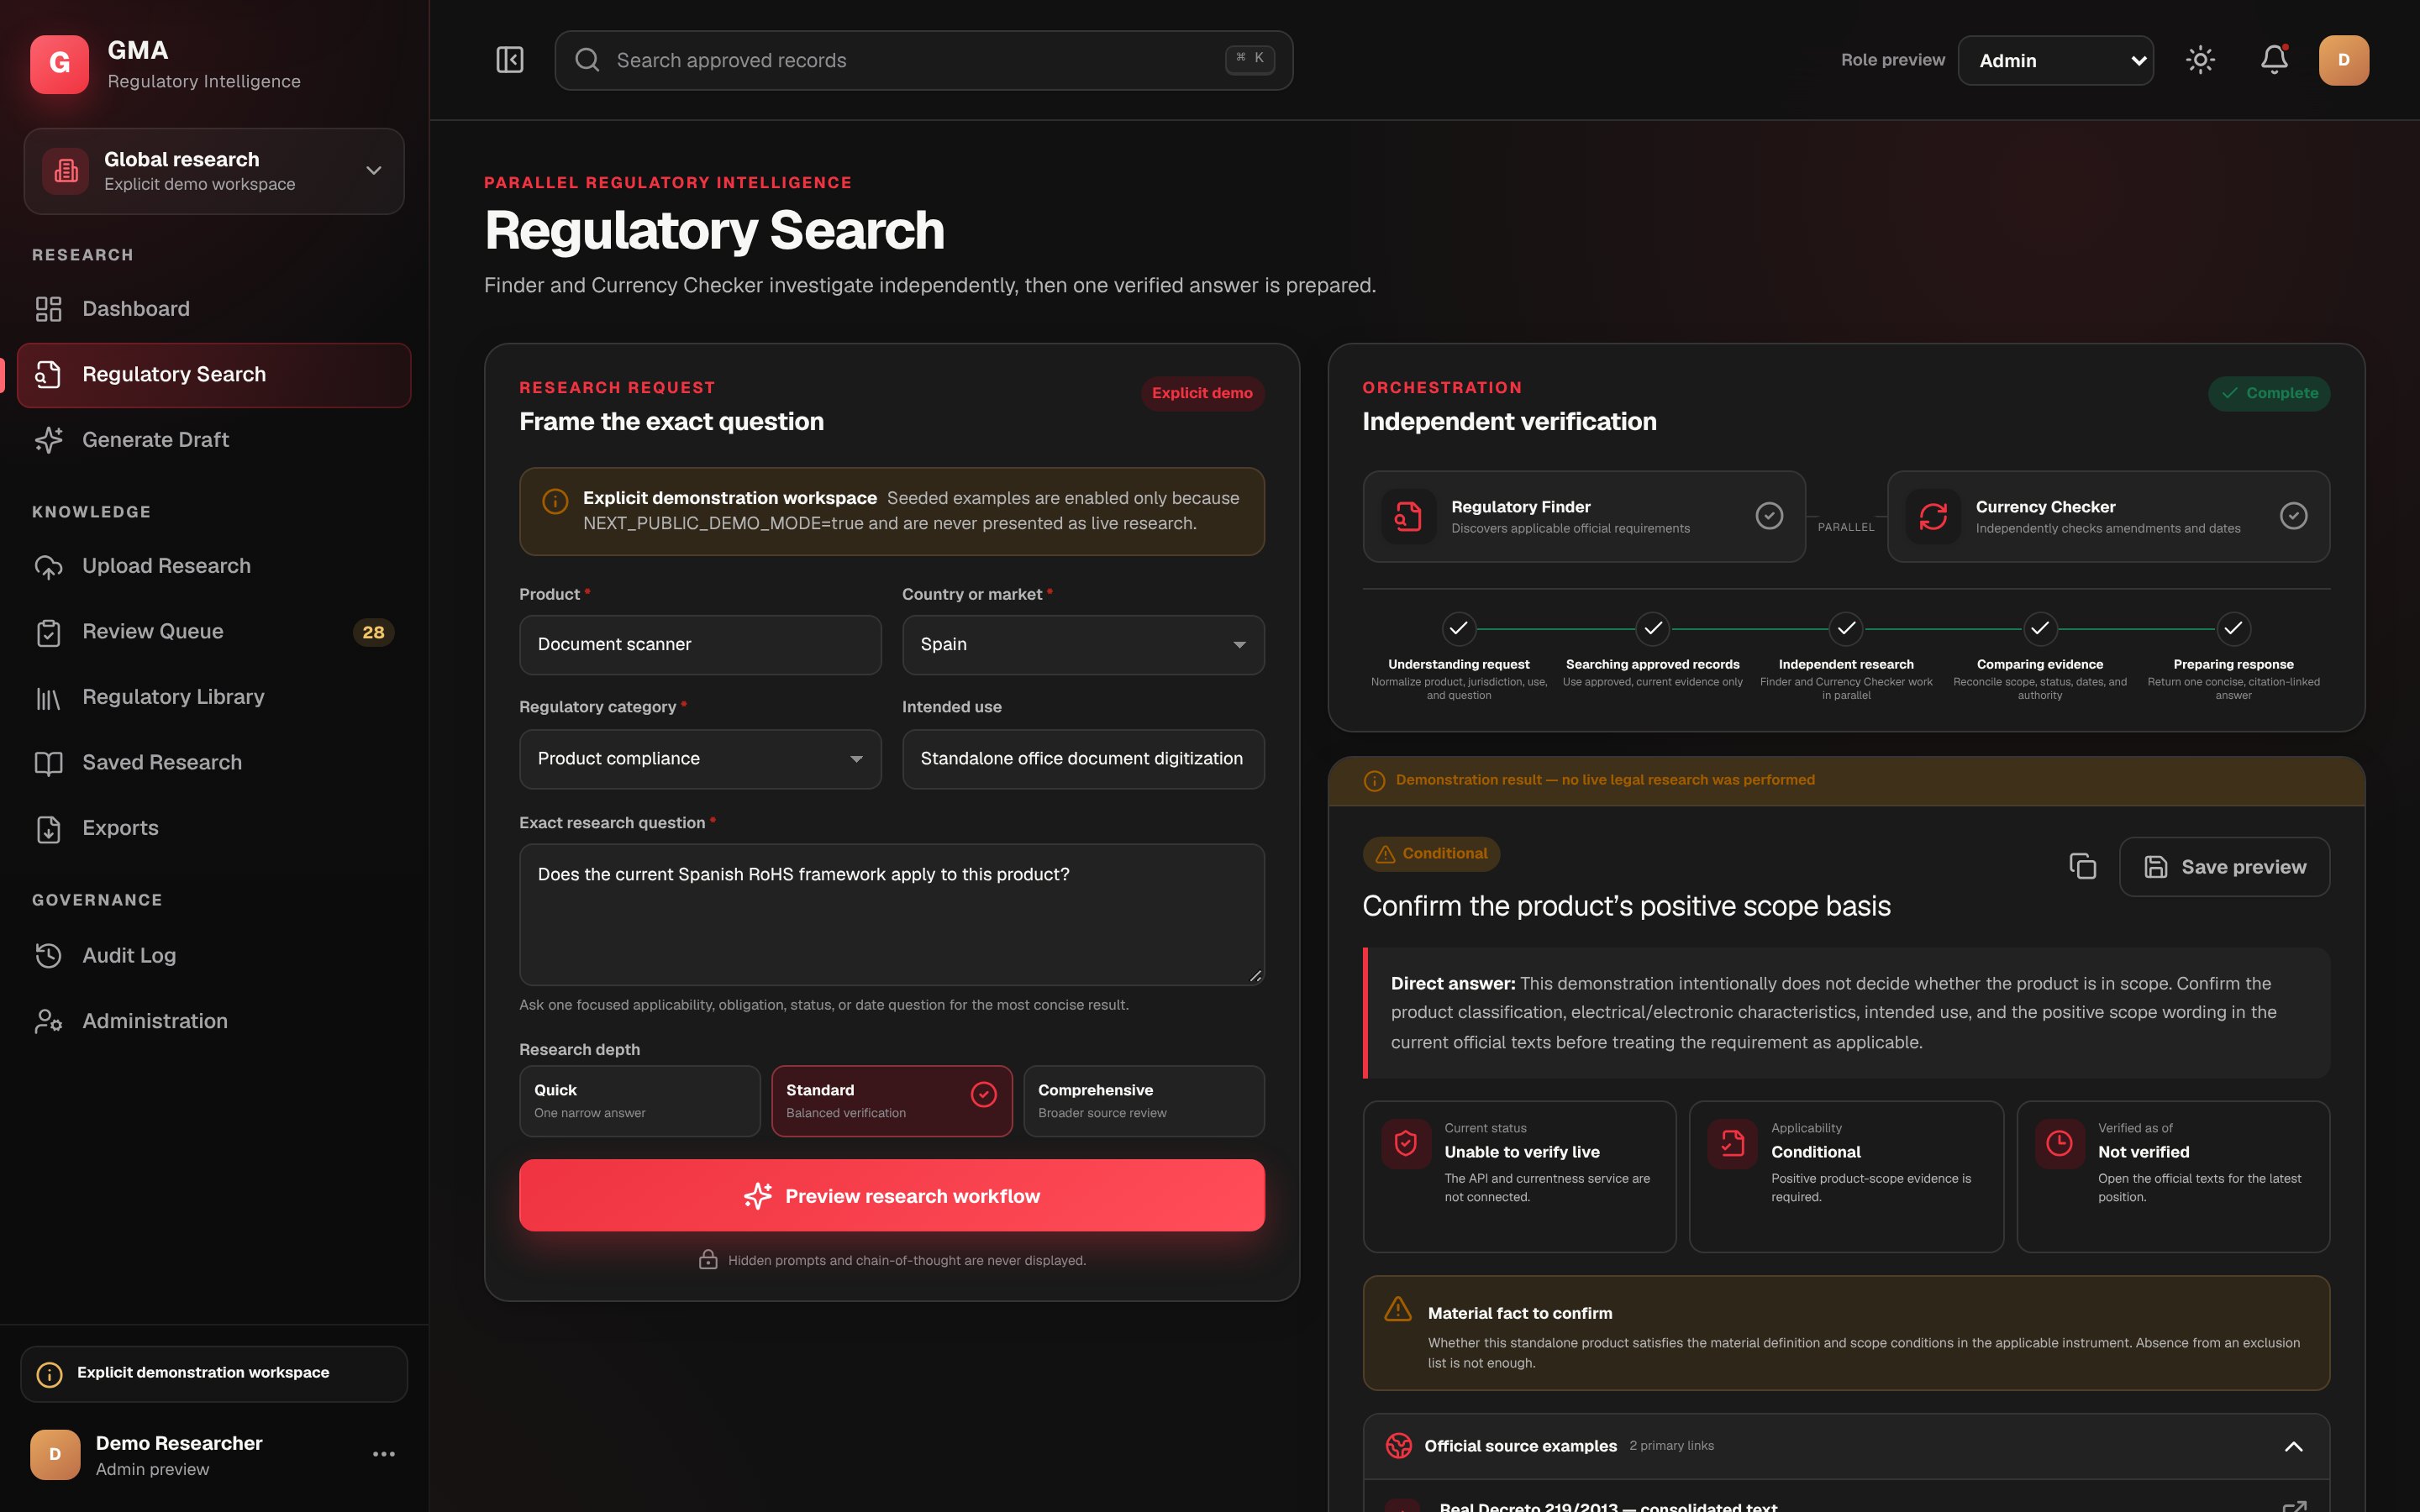 G
GMA
Regulatory Intelligence
Global research
Explicit demo workspace
RESEARCH
Dashboard
Regulatory Search
Generate Draft
KNOWLEDGE
Upload Research
Review Queue
28
Regulatory Library
Saved Research
Exports
GOVERNANCE
Audit Log
Administration
Explicit demonstration workspace
D
Demo Researcher
Admin preview
Search approved records
⌘ K
Role preview
Admin
D
PARALLEL REGULATORY INTELLIGENCE
Regulatory Search
Finder and Currency Checker investigate independently, then one verified answer is prepared.
RESEARCH REQUEST
Explicit demo
Frame the exact question
Explicit demonstration workspace Seeded examples are enabled only because
NEXT_PUBLIC_DEMO_MODE=true and are never presented as live research.
Product *
Country or market *
Document scanner
Spain
Regulatory category *
Intended use
Product compliance
Standalone office document digitization
Exact research question *
Does the current Spanish RoHS framework apply to this product?
Ask one focused applicability, obligation, status, or date question for the most concise result.
Research depth
Quick
One narrow answer
Standard
Balanced verification
Comprehensive
Broader source review
Preview research workflow
Hidden prompts and chain-of-thought are never displayed.
ORCHESTRATION
Complete
Independent verification
Regulatory Finder
Discovers applicable official requirements
PARALLEL
Currency Checker
Independently checks amendments and dates
Understanding request
Normalize product, jurisdiction, use,
and question
Searching approved records
Use approved, current evidence only
Independent research
Finder and Currency Checker work
in parallel
Comparing evidence
Reconcile scope, status, dates, and
authority
Preparing response
Return one concise, citation-linked
answer
Demonstration result — no live legal research was performed
Conditional
Save preview
Confirm the product’s positive scope basis
Direct answer: This demonstration intentionally does not decide whether the product is in scope. Confirm the
product classification, electrical/electronic characteristics, intended use, and the positive scope wording in the
current official texts before treating the requirement as applicable.
Current status
Unable to verify live
The API and currentness service are
not connected.
Applicability
Conditional
Positive product-scope evidence is
required.
Verified as of
Not verified
Open the official texts for the latest
position.
Material fact to confirm
Whether this standalone product satisfies the material definition and scope conditions in the applicable instrument. Absence from an exclusion
list is not enough.
Official source examples 2 primary links
Real Decreto 219/2013 — consolidated text